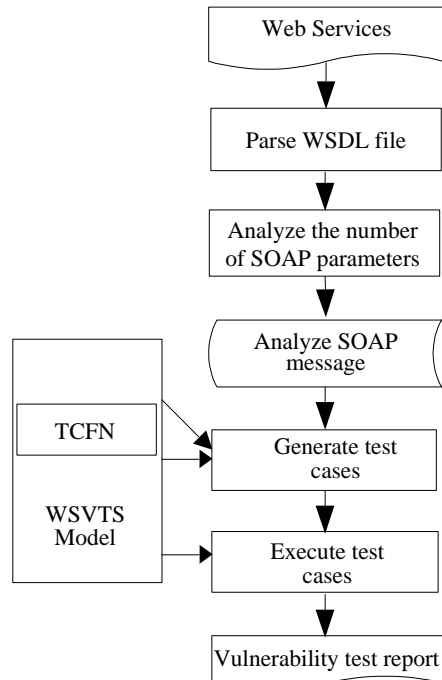 Web Services
Parse WSDL file
Analyze the number
of SOAP parameters
Analyze SOAP
message
TCFN
WSVTS
Model
Generate test
cases
Execute test
cases
Vulnerability test report